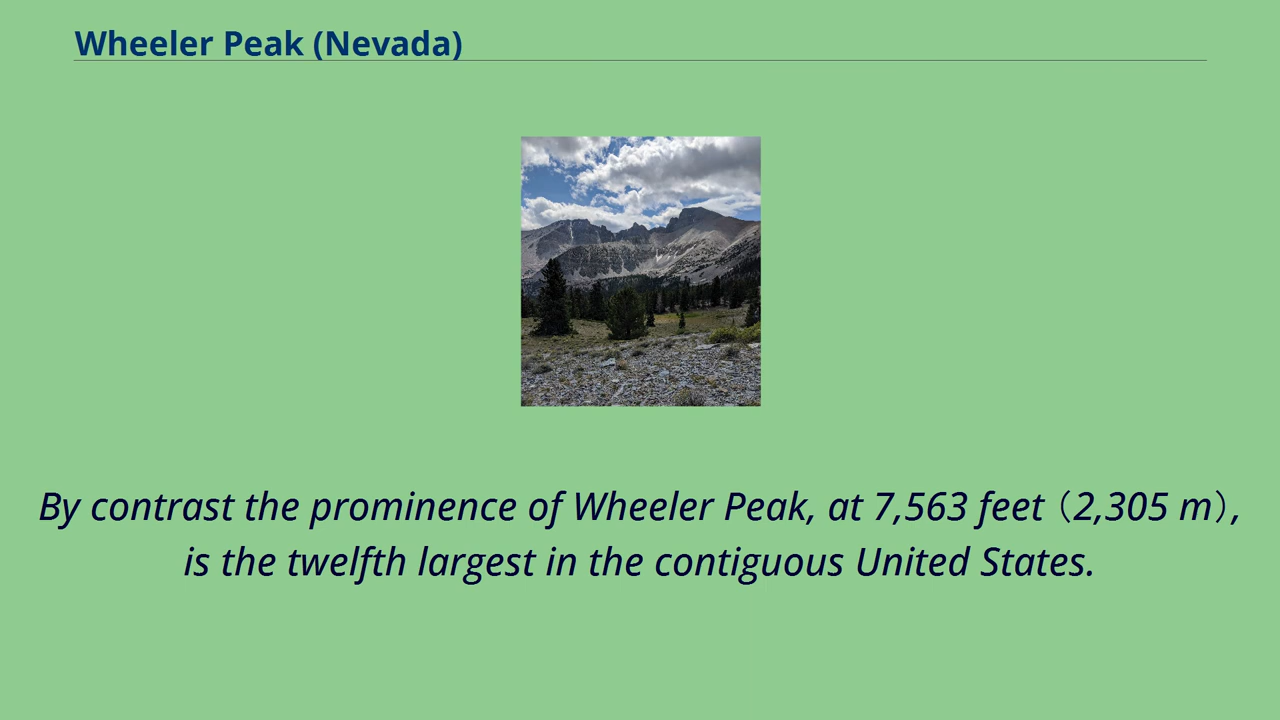 Wheeler Peak (Nevada)
By contrast the prominence of Wheeler Peak, at 7,563 feet（2,305 m）,
is the twelfth largest in the contiguous United States.